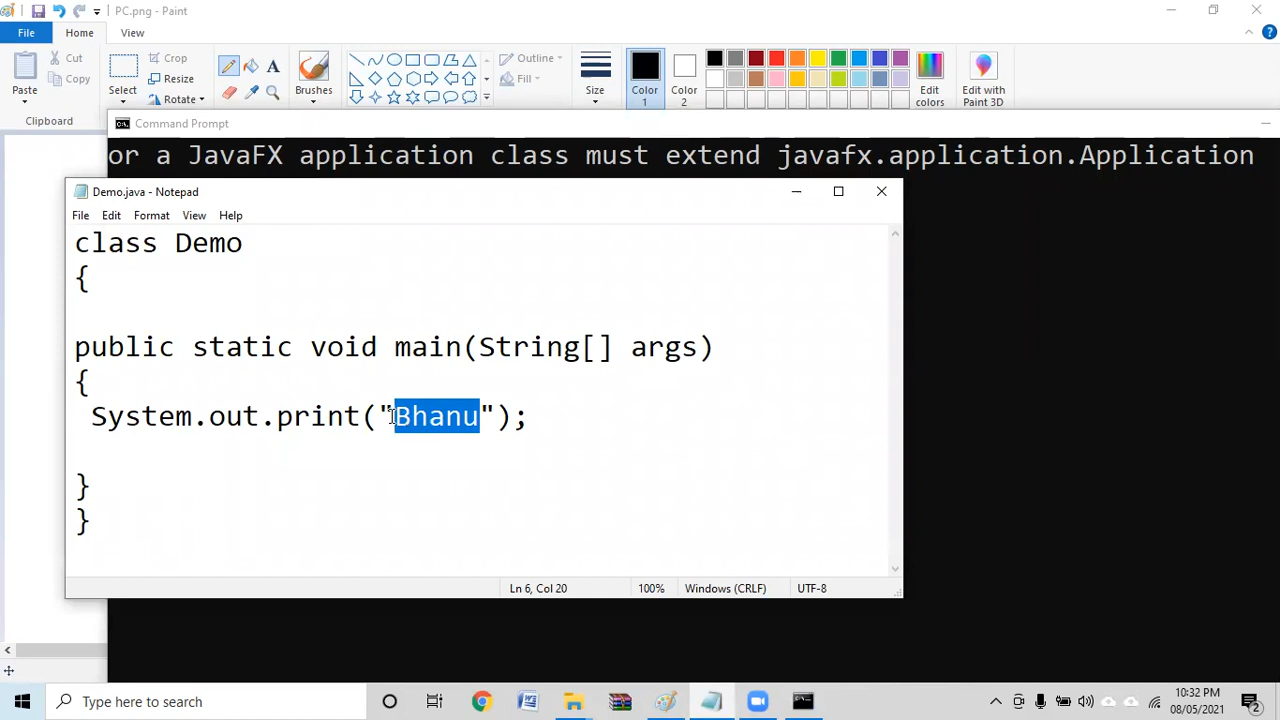 PC.png - Paint
File Home View
Cut
Crop
Outline
Copy
Resize
Fill
Paste
Select
Rotate
Brushes
Size
Color 1
Color 2
Edit colors
Edit with Paint 3D
Clipboard
Command Prompt
or a JavaFX application class must extend javafx.application.Application
Demo.java - Notepad
File Edit Format View Help
class Demo
{
public static void main(String[] args)
{
System.out.print("Bhanu");
}
}
Ln 6, Col 20 100% Windows (CRLF) UTF-8
Type here to search
10:32 PM
08/05/2021
2